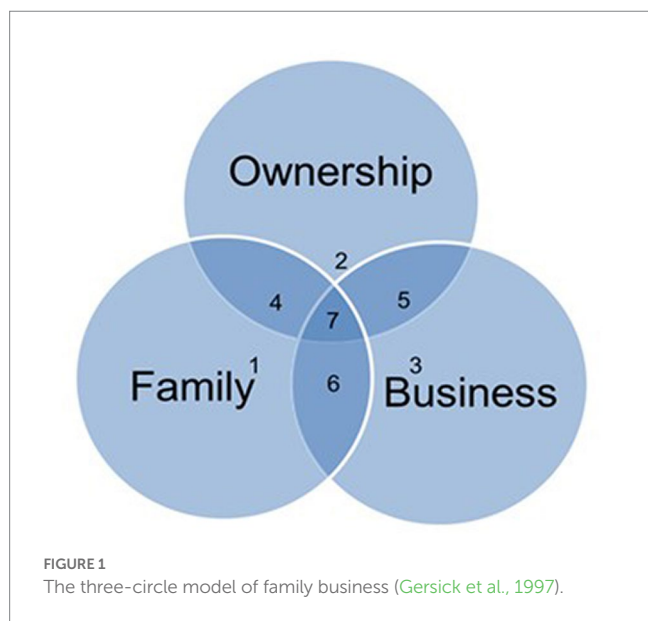 Ownership
2
4
5
7
1
3
Family
6
Business
FIGURE 1
The three-circle model of family business (Gersick et al., 1997).